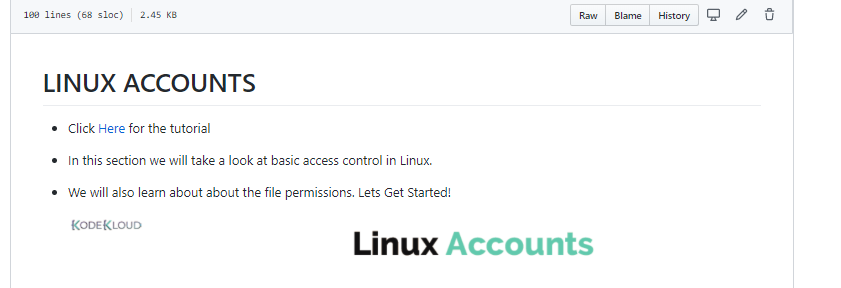 100 lines (68 sloc) 2.45 KB Raw Blame History
LINUX ACCOUNTS
Click Here for the tutorial
In this section we will take a look at basic access control in Linux.
We will also learn about about the file permissions. Lets Get Started!
KODEKLOUD
Linux Accounts